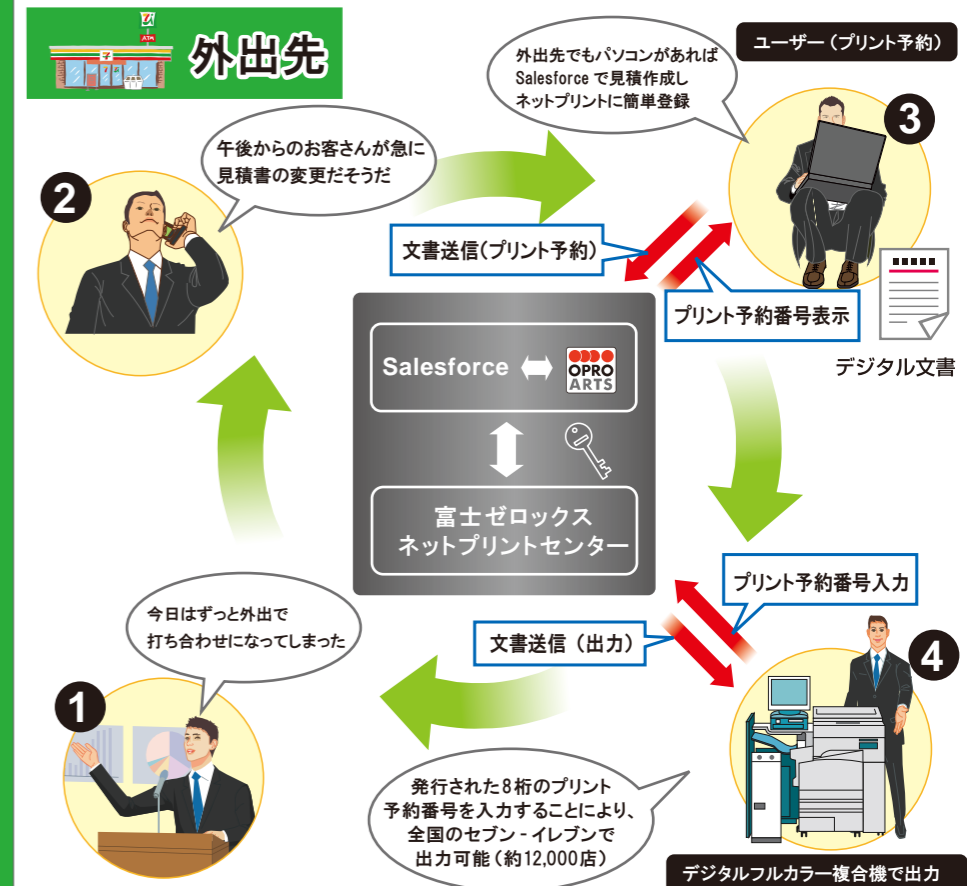 外出先
7
ATM
7
ユーザー（プリント予約）
外出先でもパソコンがあれば
Salesforce で見積作成し
ネットプリントに簡単登録
3
午後からのお客さんが急に
見積書の変更だそうだ
2
文書送信（プリント予約）
プリント予約番号表示
デジタル文書
Salesforce
OPRO
ARTS
富士ゼロックス
ネットプリントセンター
プリント予約番号入力
文書送信（出力）
今日はずっと外出で
打ち合わせになってしまった
1
4
発行された8桁のプリント
予約番号を入力することにより、
全国のセブン‐イレブンで
出力可能（約12,000店）
デジタルフルカラー複合機で出力